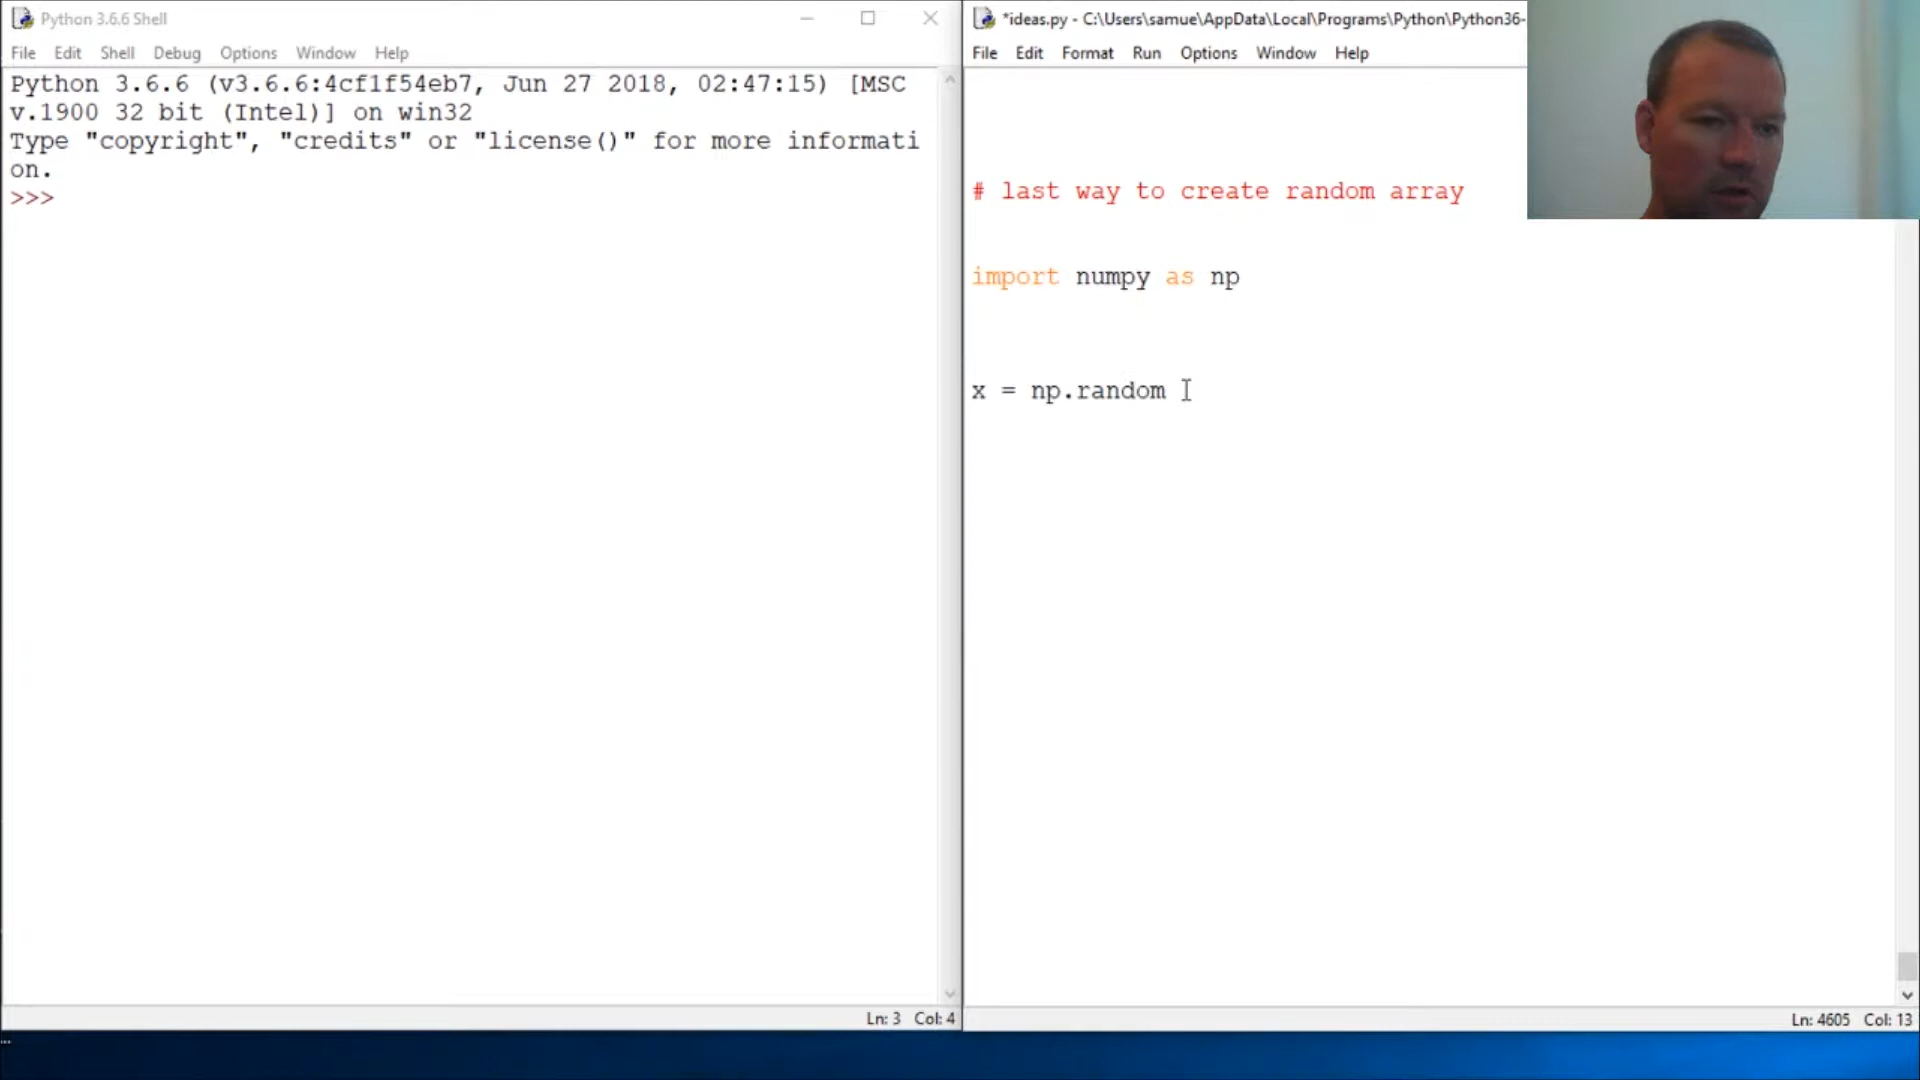 Python 3.6.6 Shell
File Edit Shell Debug Options Window Help
Python 3.6.6 (v3.6.6:4cf1f54eb7, Jun 27 2018, 02:47:15) [MSC
v.1900 32 bit (Intel)] on win32
Type "copyright", "credits" or "license()" for more informati
on.
>>>
Ln: 3 Col: 4
*ideas.py - C:\Users\samue\AppData\Local\Programs\Python\Python36-
File Edit Format Run Options Window Help
# last way to create random array
import numpy as np
x = np.random
Ln: 4605 Col: 13